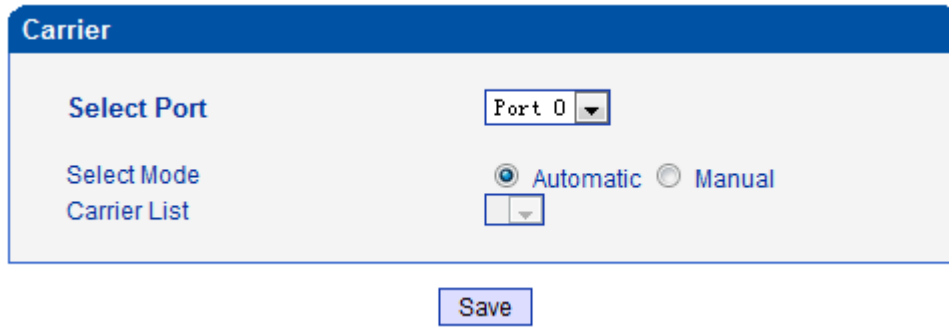 Carrier
Select Port Port 0
Select Mode Automatic Manual
Carrier List
Save